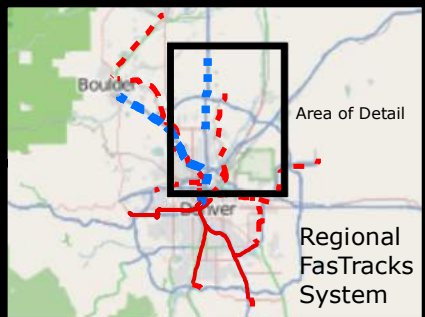 Boulder
Area of Detail
Denver
Regional
FasTracks
System